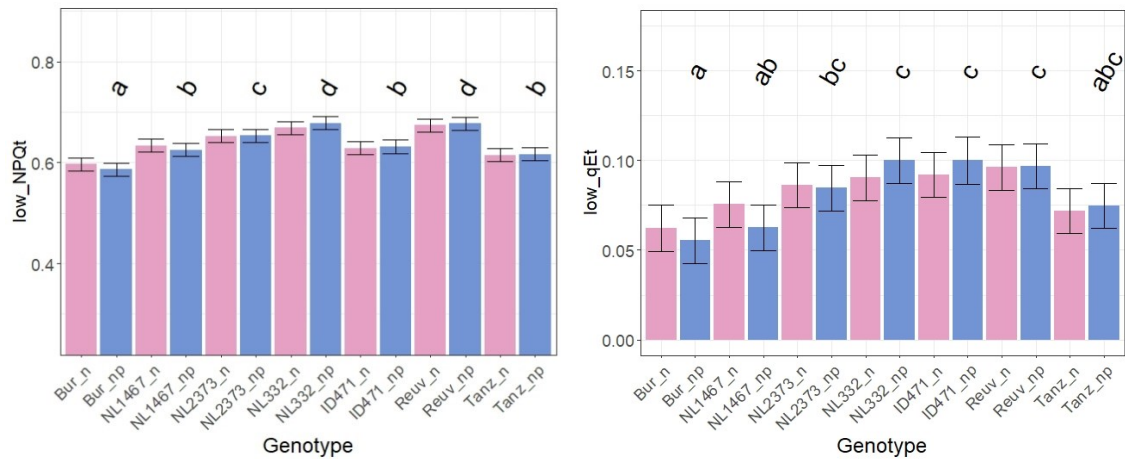 0.8
0.6
0.4
low_NPQt
a b c d b d b
Bur_n
Bur_np
NL1467_n
NL1467_np
NL2373_n
NL2373_np
NL332_n
NL332_np
ID471_n
ID471_np
Reuv_n
Reuv_np
Tanz_n
Tanz_np
Genotype
0.15
0.10
0.05
0.00
low_qEt
a ab bc c c c abc
Bur_n
Bur_np
NL1467_n
NL1467_np
NL2373_n
NL2373_np
NL332_n
NL332_np
ID471_n
ID471_np
Reuv_n
Reuv_np
Tanz_n
Tanz_np
Genotype